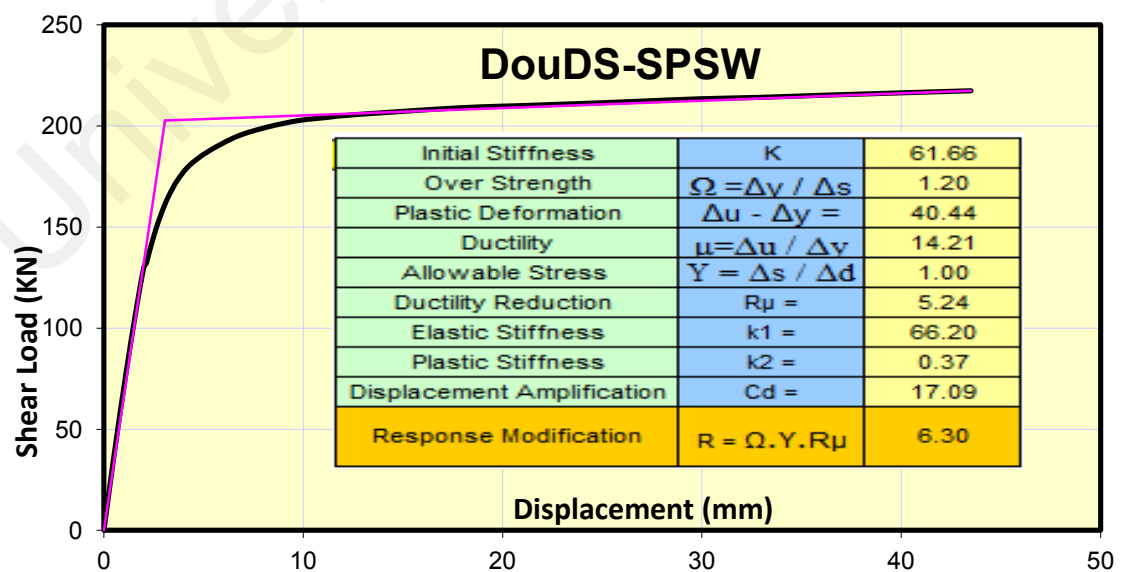 DouDS-SPSW
250
200
150
100
50
0
Shear Load (KN)
Initial Stiffness K 61.66
Over Strength Ω =Δy / Δs 1.20
Plastic Deformation Δu - Δy = 40.44
Ductility μ=Δu / Δy 14.21
Allowable Stress Y = Δs / Δd 1.00
Ductility Reduction Rμ = 5.24
Elastic Stiffness k1 = 66.20
Plastic Stiffness k2 = 0.37
Displacement Amplification Cd = 17.09
Response Modification R = Ω.Y.Rμ 6.30
Displacement (mm)
0 10 20 30 40 50
Univer